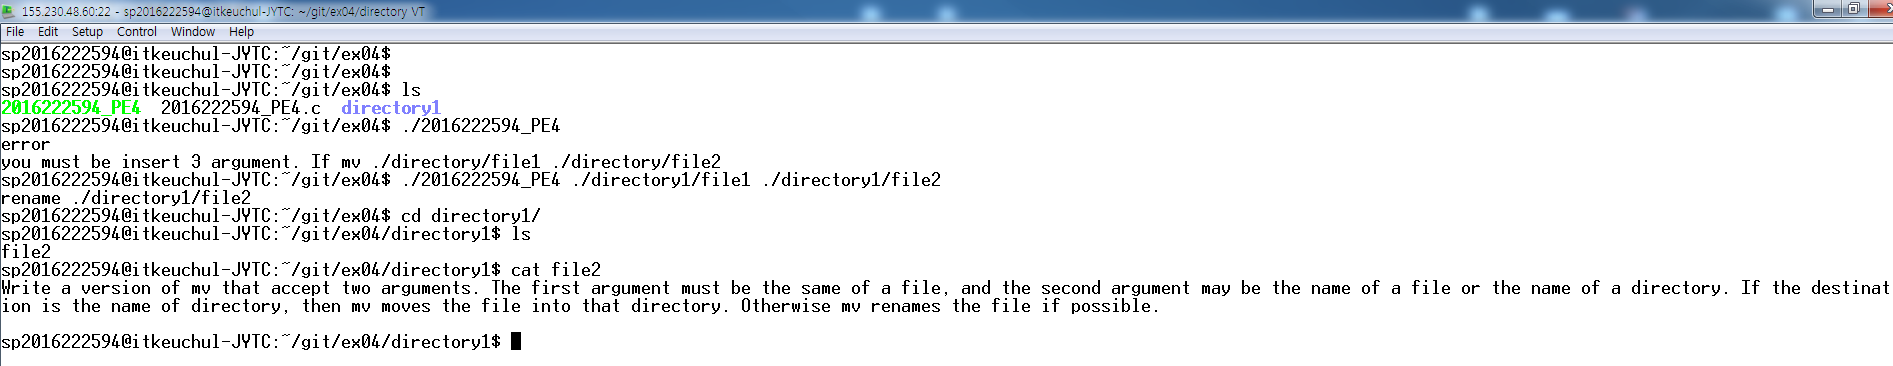 155.230.48.60:22 - sp2016222594@itkeuchul-JYTC: ~/git/ex04/directory VT
File Edit Setup Control Window Help
sp2016222594@itkeuchul-JYTC:~/git/ex04$
sp2016222594@itkeuchul-JYTC:~/git/ex04$
sp2016222594@itkeuchul-JYTC:~/git/ex04$ ls
2016222594_PE4  2016222594_PE4.c  directory1
sp2016222594@itkeuchul-JYTC:~/git/ex04$ ./2016222594_PE4
error
you must be insert 3 argument. If mv ./directory/file1 ./directory/file2
sp2016222594@itkeuchul-JYTC:~/git/ex04$ ./2016222594_PE4 ./directory1/file1 ./directory1/file2
rename ./directory1/file2
sp2016222594@itkeuchul-JYTC:~/git/ex04$ cd directory1/
sp2016222594@itkeuchul-JYTC:~/git/ex04/directory1$ ls
file2
sp2016222594@itkeuchul-JYTC:~/git/ex04/directory1$ cat file2
Write a version of mv that accept two arguments. The first argument must be the same of a file, and the second argument may be the name of a file or the name of a directory. If the destinat
ion is the name of directory, then mv moves the file into that directory. Otherwise mv renames the file if possible.
sp2016222594@itkeuchul-JYTC:~/git/ex04/directory1$